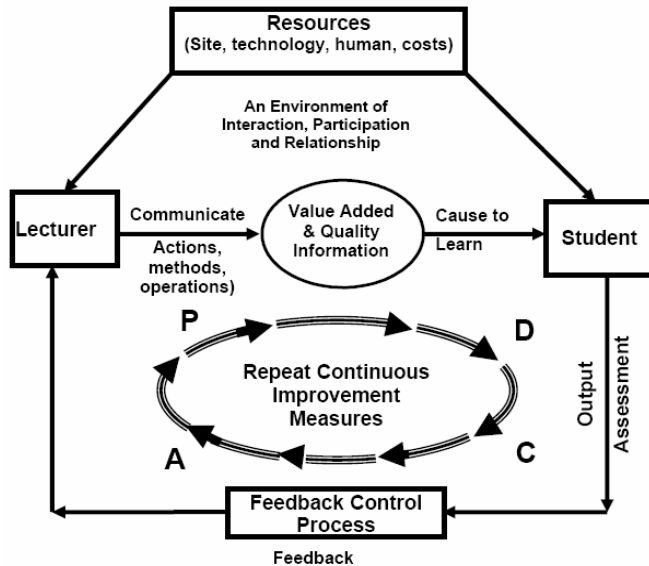 Resources
(Site, technology, human, costs)
An Environment of
Interaction, Participation
and Relationship
Lecturer
Communicate
Actions,
methods,
operations)
Value Added
& Quality
Information
Cause to
Learn
Student
P
D
Repeat Continuous
Improvement
Measures
A
C
Output
Assessment
Feedback Control
Process
Feedback